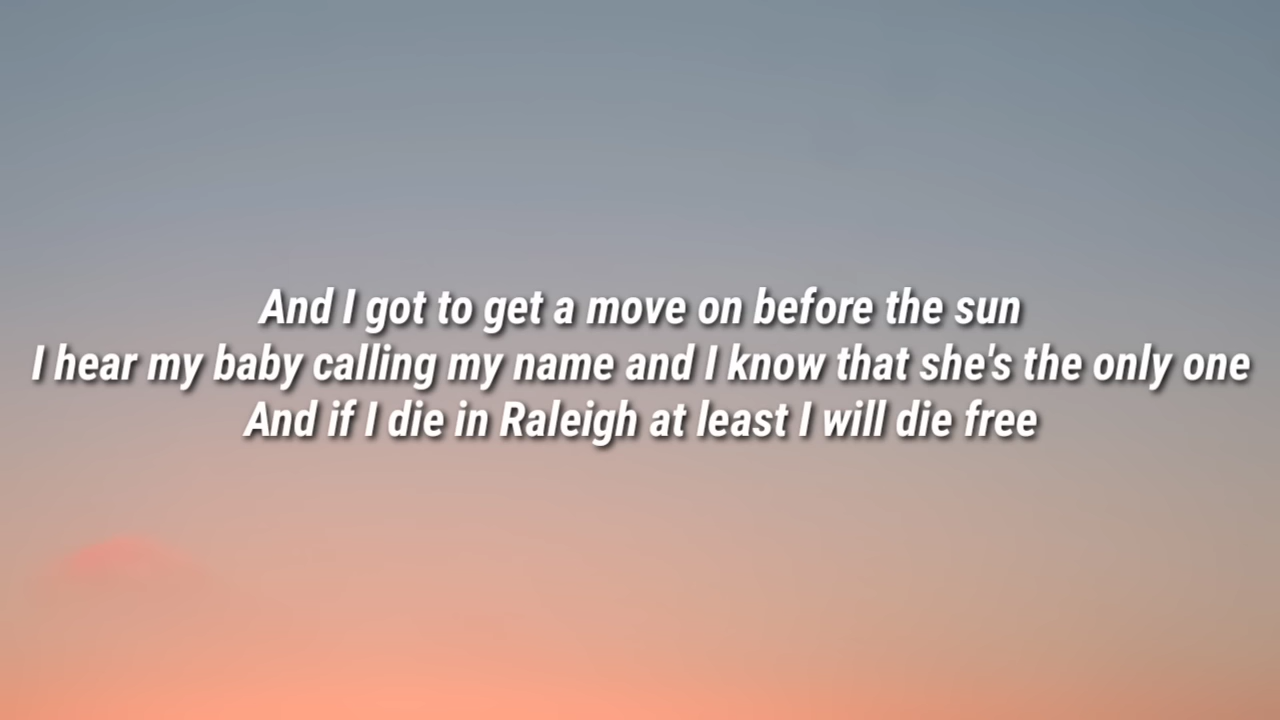 And I got to get a move on before the sun
I hear my baby calling my name and I know that she's the only one
And if I die in Raleigh at least I will die free